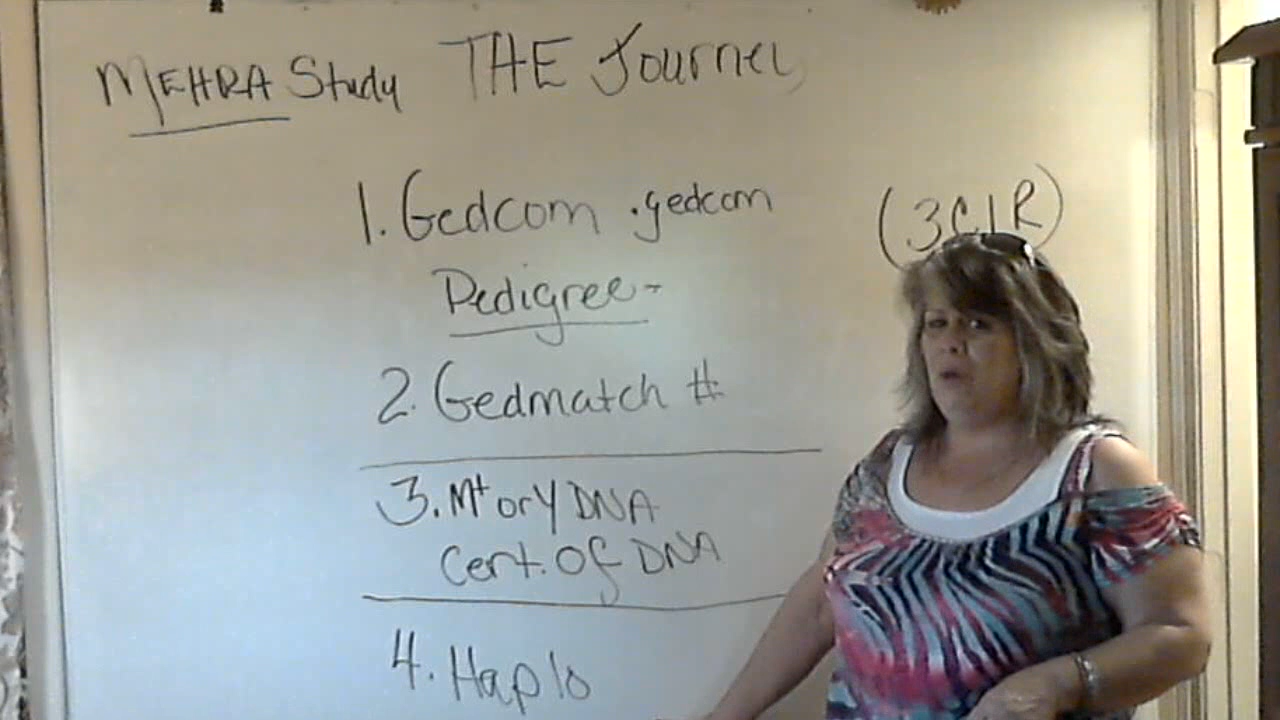 MEHRA Study THE Journey
1. Gedcom .gedcom (3C1R)
Pedigree-
2. Gedmatch #
3. Mt or Y DNA
Cert. Of DNA
4. Haplo